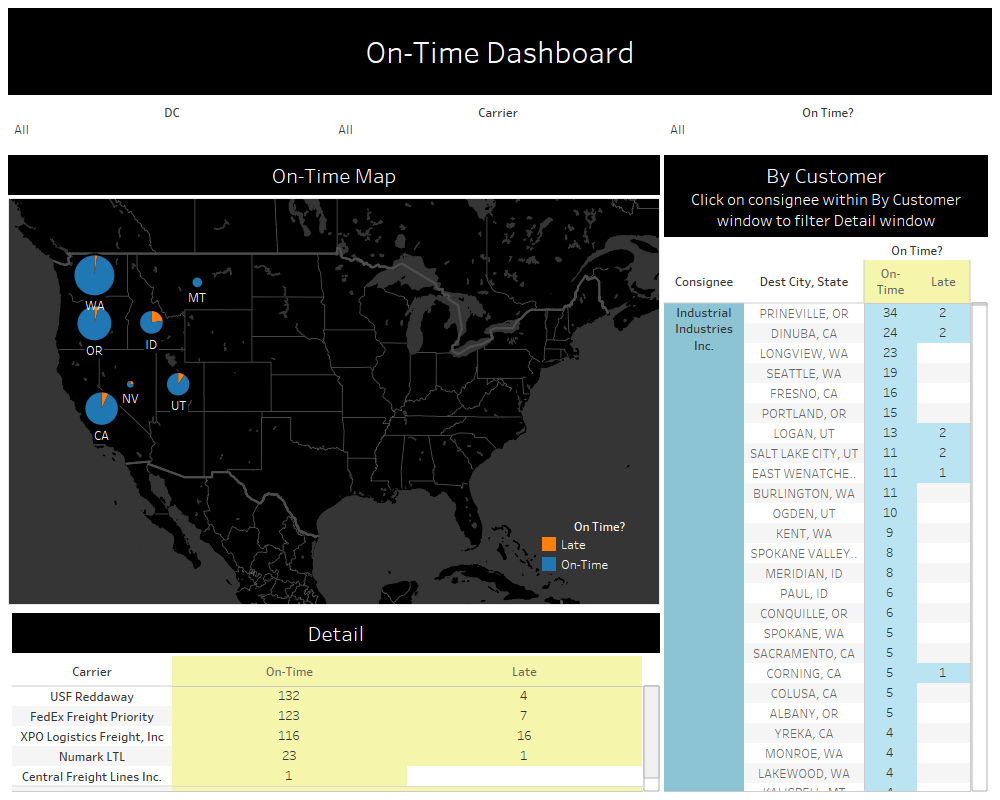 On-Time Dashboard
DC
Carrier
On Time?
All
All
All
On-Time Map
WA
OR
MT
ID
NV
UT
CA
On Time?
Late
On-Time
By Customer
Click on consignee within By Customer
window to filter Detail window
On Time?
Consignee Dest City, State On-Time Late
Industrial
Industries
Inc.
PRINEVILLE, OR 34 2
DINUBA, CA 24 2
LONGVIEW, WA 23
SEATTLE, WA 19
FRESNO, CA 16
PORTLAND, OR 15
LOGAN, UT 13 2
SALT LAKE CITY, UT 11 2
EAST WENATCHE.. 11 1
BURLINGTON, WA 11
OGDEN, UT 10
KENT, WA 9
SPOKANE VALLEY.. 8
MERIDIAN, ID 8
PAUL, ID 6
CONQUILLE, OR 6
SPOKANE, WA 5
SACRAMENTO, CA 5
CORNING, CA 5 1
COLUSA, CA 5
ALBANY, OR 5
YREKA, CA 4
MONROE, WA 4
LAKEWOOD, WA 4
KALISPELL, MT 4
Detail
Carrier On-Time Late
USF Reddaway 132 4
FedEx Freight Priority 123 7
XPO Logistics Freight, Inc 116 16
Numark LTL 23 1
Central Freight Lines Inc. 1